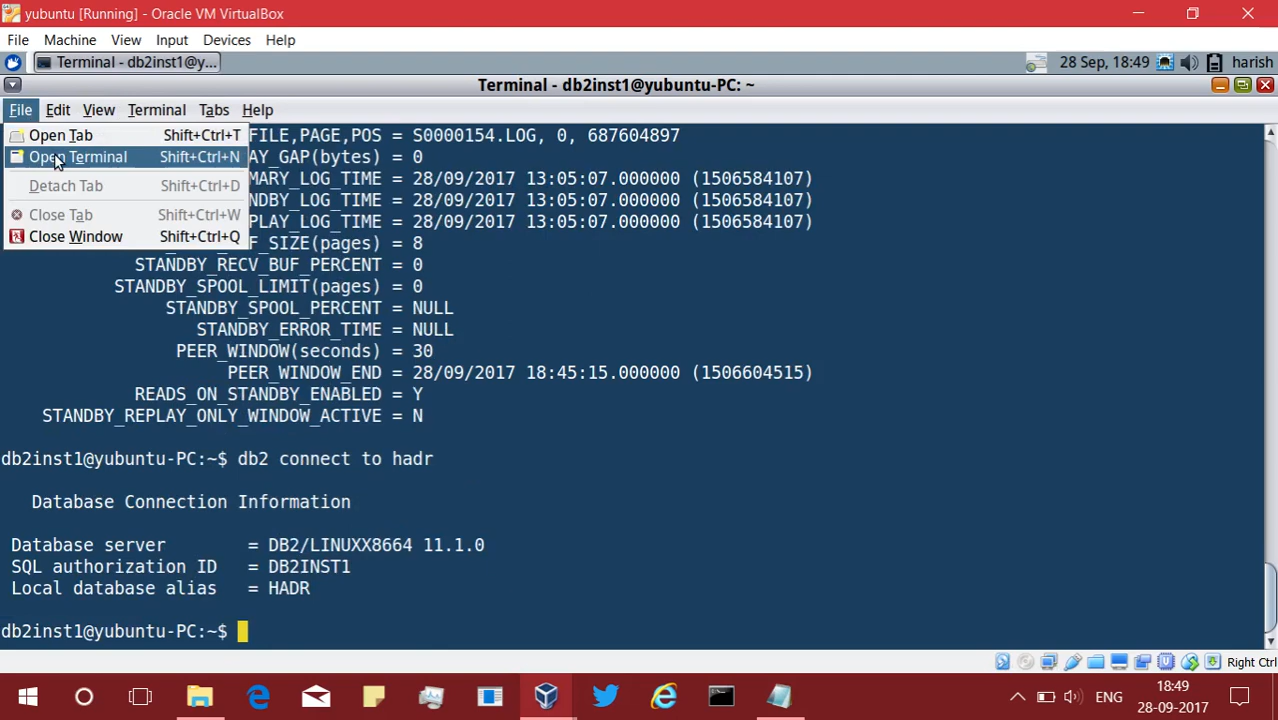 yubuntu [Running] - Oracle VM VirtualBox
File Machine View Input Devices Help
Terminal - db2inst1@y... 28 Sep, 18:49 harish
Terminal - db2inst1@yubuntu-PC: ~
File Edit View Terminal Tabs Help
Open Tab Shift+Ctrl+T FILE,PAGE,POS = S0000154.LOG, 0, 687604897
Open Terminal Shift+Ctrl+N AY_GAP(bytes) = 0
MARY_LOG_TIME = 28/09/2017 13:05:07.000000 (1506584107)
Detach Tab Shift+Ctrl+D NDBY_LOG_TIME = 28/09/2017 13:05:07.000000 (1506584107)
Close Tab Shift+Ctrl+W PLAY_LOG_TIME = 28/09/2017 13:05:07.000000 (1506584107)
Close Window Shift+Ctrl+Q F_SIZE(pages) = 8
STANDBY_RECV_BUF_PERCENT = 0
STANDBY_SPOOL_LIMIT(pages) = 0
STANDBY_SPOOL_PERCENT = NULL
STANDBY_ERROR_TIME = NULL
PEER_WINDOW(seconds) = 30
PEER_WINDOW_END = 28/09/2017 18:45:15.000000 (1506604515)
READS_ON_STANDBY_ENABLED = Y
STANDBY_REPLAY_ONLY_WINDOW_ACTIVE = N
db2inst1@yubuntu-PC:~$ db2 connect to hadr
Database Connection Information
Database server = DB2/LINUXX8664 11.1.0
SQL authorization ID = DB2INST1
Local database alias = HADR
db2inst1@yubuntu-PC:~$
Right Ctrl
ENG 18:49
28-09-2017